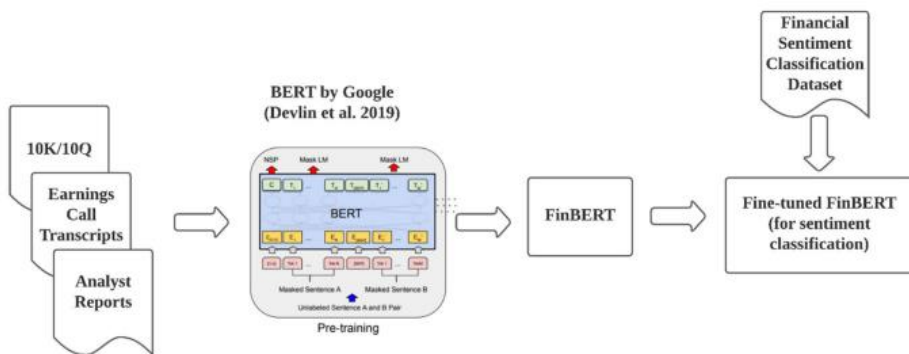 10K/10Q
Earnings
Call
Transcripts
Analyst
Reports
BERT by Google
(Devlin et al. 2019)
NSP
Mask LM
Mask LM
C
T₁
...
...
BERT
...
...
...
...
Masked Sentence A
Masked Sentence B
Unlabeled Sentence A and B Pair
Pre-training
FinBERT
Financial
Sentiment
Classification
Dataset
Fine-tuned FinBERT
(for sentiment
classification)